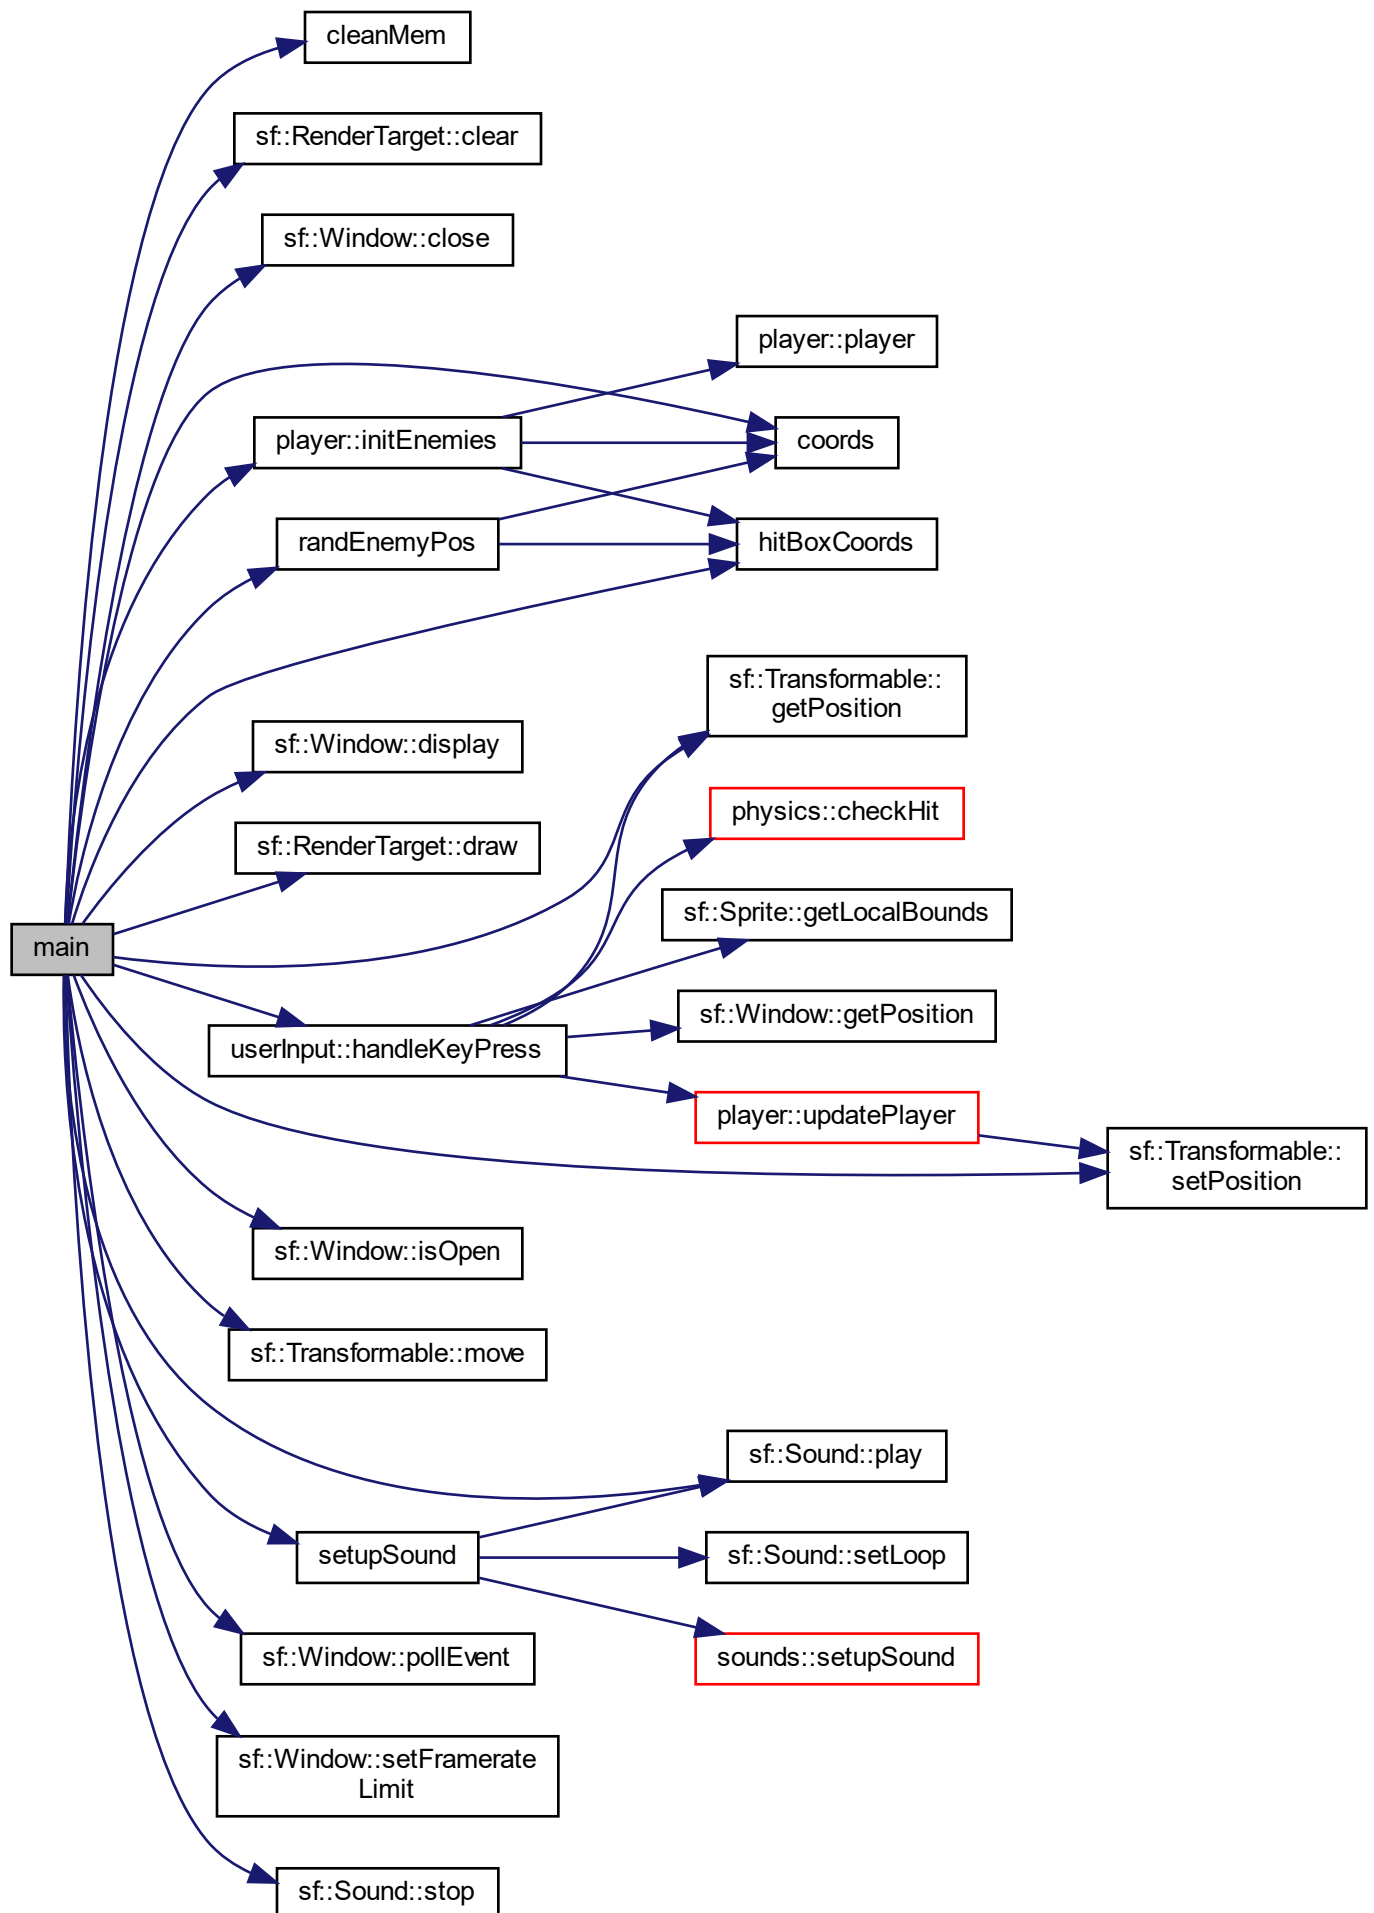 cleanMem
sf::RenderTarget::clear
sf::Window::close
player::player
player::initEnemies
coords
randEnemyPos
hitBoxCoords
sf::Transformable::
getPosition
sf::Window::display
physics::checkHit
sf::RenderTarget::draw
sf::Sprite::getLocalBounds
main
sf::Window::getPosition
userInput::handleKeyPress
player::updatePlayer
sf::Transformable::
setPosition
sf::Window::isOpen
sf::Transformable::move
sf::Sound::play
setupSound
sf::Sound::setLoop
sf::Window::pollEvent
sounds::setupSound
sf::Window::setFramerate
Limit
sf::Sound::stop